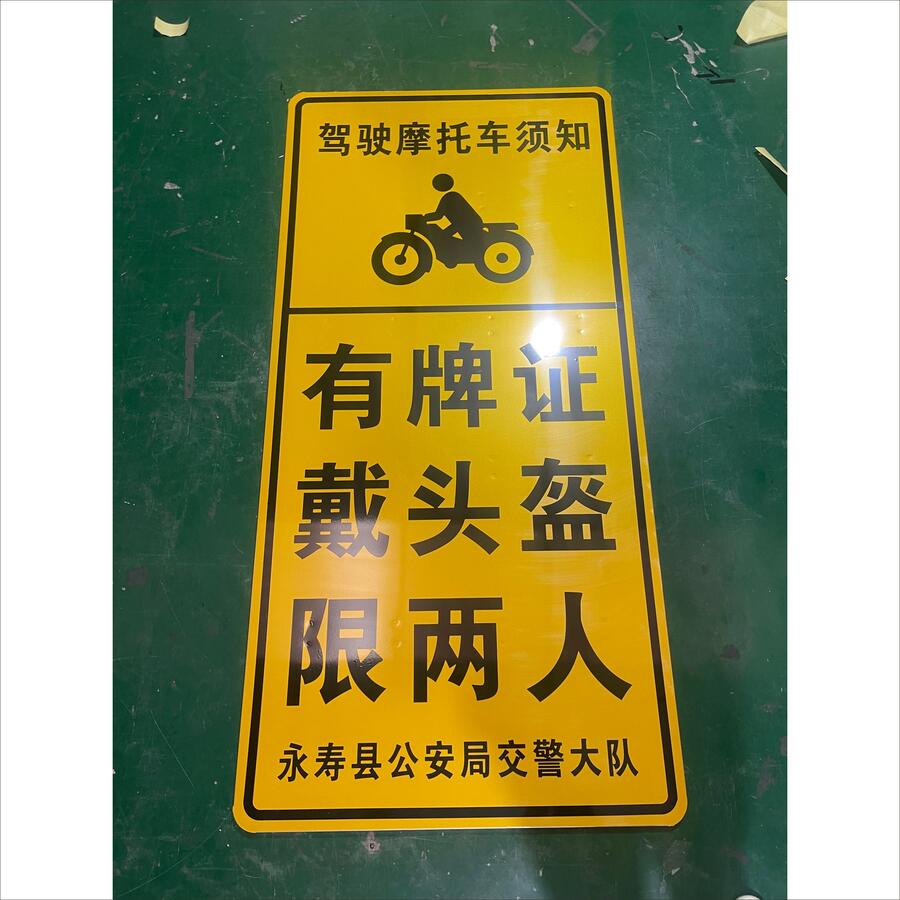 驾驶摩托车须知
有牌证
戴头盔
限两人
永寿县公安局交警大队